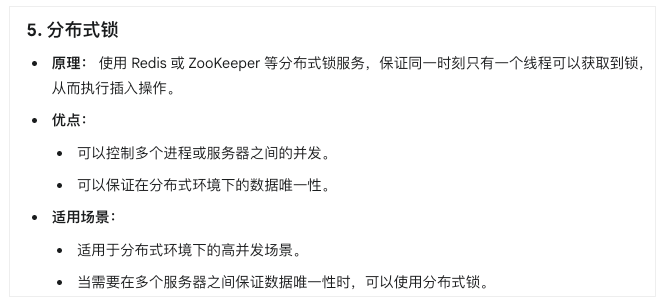 5. 分布式锁
• 原理： 使用 Redis 或 ZooKeeper 等分布式锁服务，保证同一时刻只有一个线程可以获取到锁，
从而执行插入操作。
• 优点：
• 可以控制多个进程或服务器之间的并发。
• 可以保证在分布式环境下的数据唯一性。
• 适用场景：
• 适用于分布式环境下的高并发场景。
• 当需要在多个服务器之间保证数据唯一性时，可以使用分布式锁。